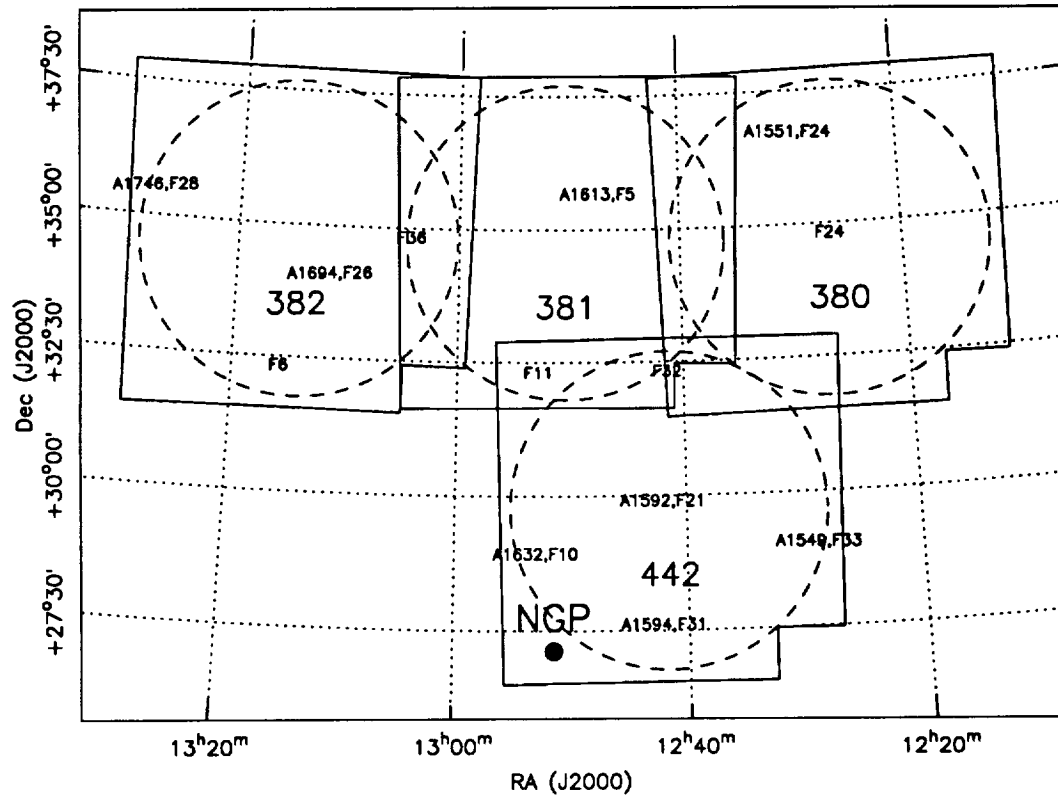 +37°30'
A1551,F24
A1746,F28
A1613,F5
+35°00'
F36
F24
A1694,F26
382
381
380
+32°30'
F6
F11
F32
Dec (J2000)
+30°00'
A1592,F21
A1549,F33
A1632,F10
442
NGP
A1594,F31
+27°30'
13ʰ20ᵐ
13ʰ00ᵐ
12ʰ40ᵐ
12ʰ20ᵐ
RA (J2000)